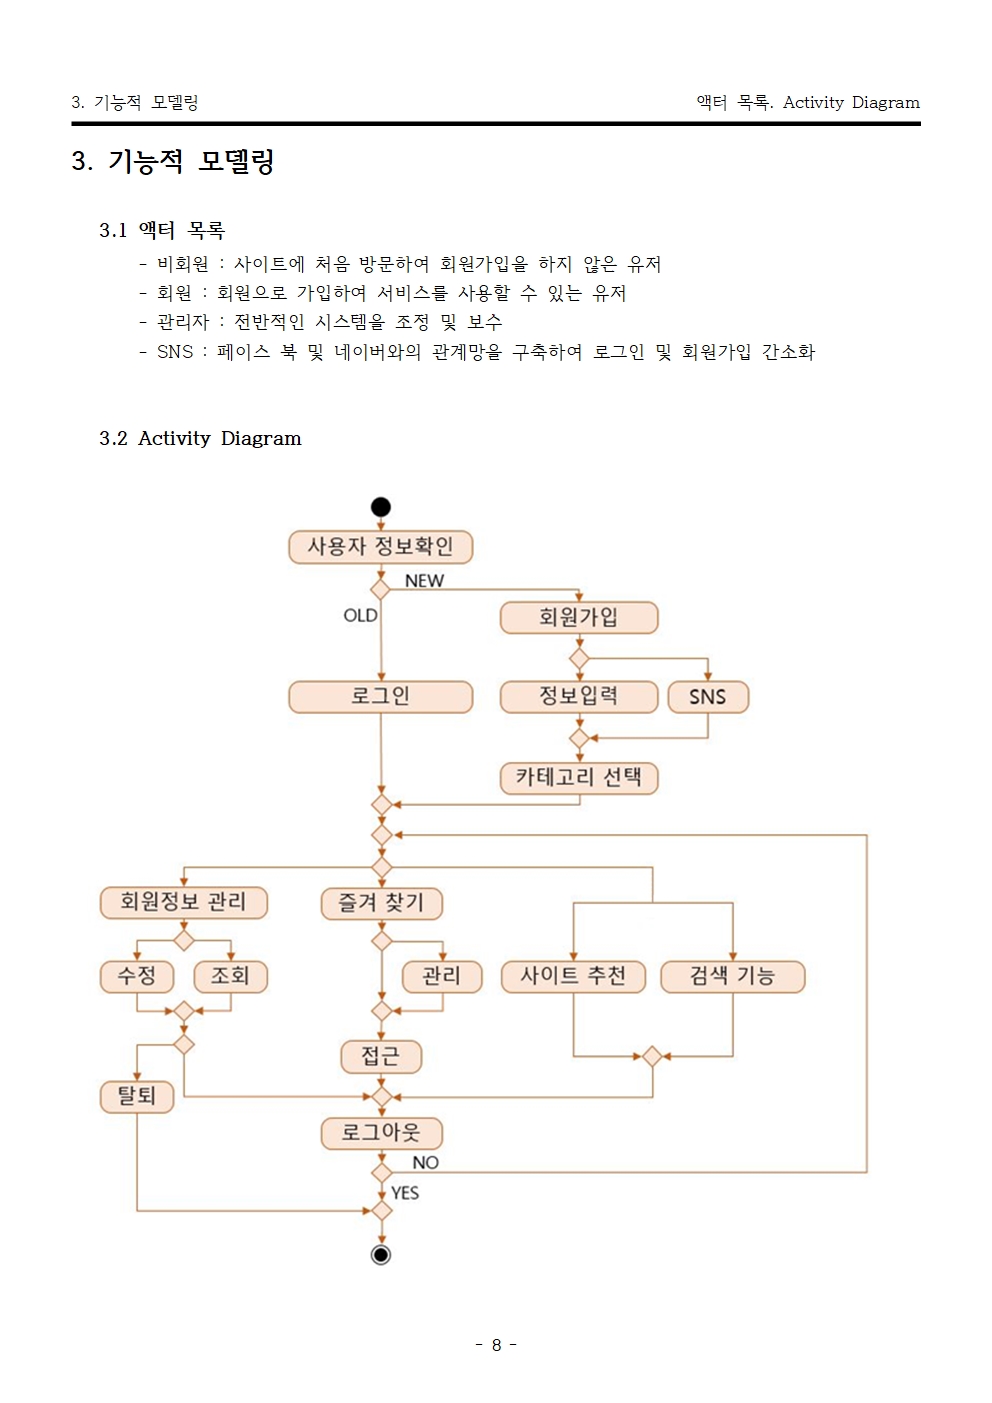 3. 기능적 모델링
액터 목록. Activity Diagram
3. 기능적 모델링
3.1 액터 목록
- 비회원 : 사이트에 처음 방문하여 회원가입을 하지 않은 유저
- 회원 : 회원으로 가입하여 서비스를 사용할 수 있는 유저
- 관리자 : 전반적인 시스템을 조정 및 보수
- SNS : 페이스 북 및 네이버와의 관계망을 구축하여 로그인 및 회원가입 간소화
3.2 Activity Diagram
사용자 정보확인
NEW
OLD
회원가입
로그인
정보입력
SNS
카테고리 선택
회원정보 관리
즐겨 찾기
수정
조회
관리
사이트 추천
검색 기능
접근
탈퇴
로그아웃
NO
YES
- 8 -